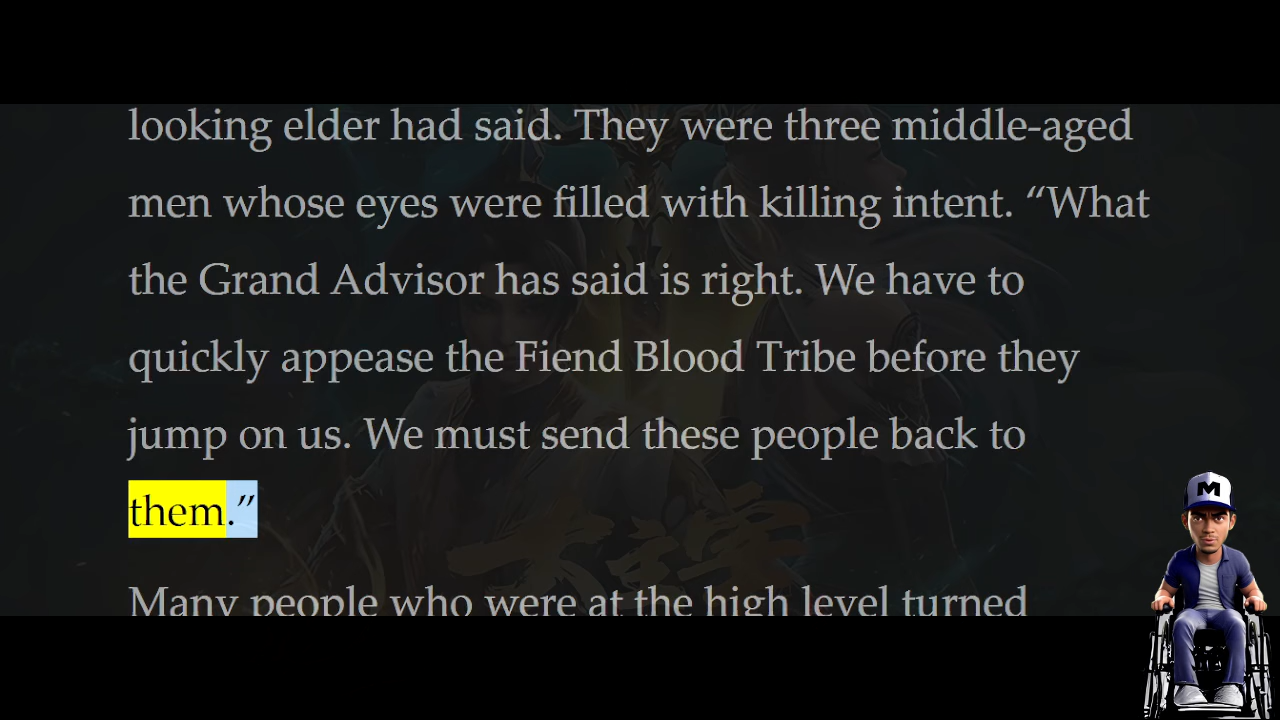 looking elder had said. They were three middle-aged
men whose eyes were filled with killing intent. “What
the Grand Advisor has said is right. We have to
quickly appease the Fiend Blood Tribe before they
jump on us. We must send these people back to
them.”
Many people who were at the high level turned
M
M